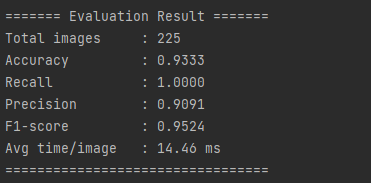 ======= Evaluation Result =======
Total images     : 225
Accuracy         : 0.9333
Recall           : 1.0000
Precision        : 0.9091
F1-score         : 0.9524
Avg time/image   : 14.46 ms
=================================